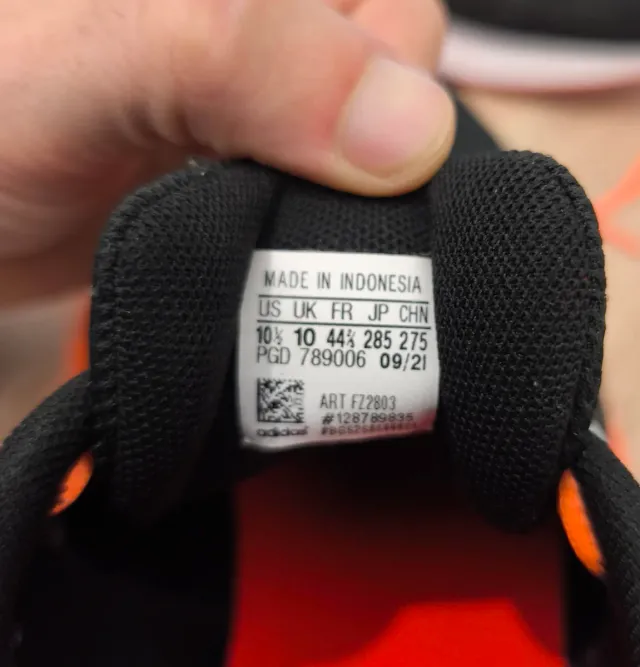 MADE IN INDONESIA
US UK FR JP CHN
10½ 10 44⅔ 285 275
PGD 789006 09/21
ART FZ2803
#128789835
adidas